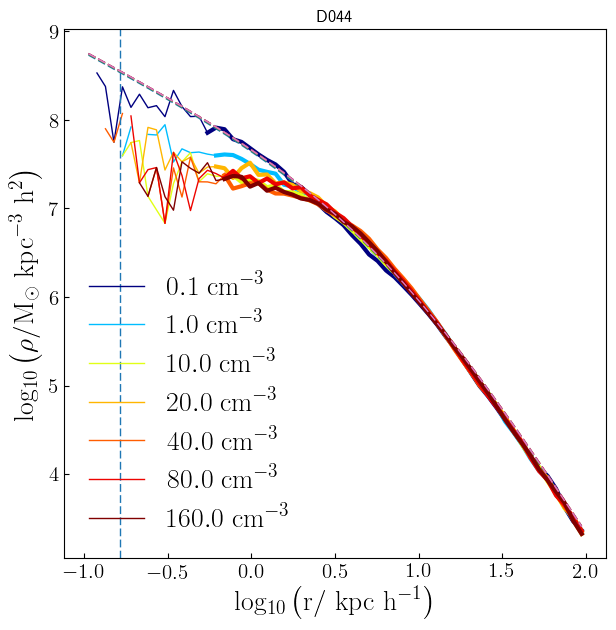 D044
9
8
7
6
5
4
log₁₀ (ρ/M⊙ kpc⁻³ h²)
0.1 cm⁻³
1.0 cm⁻³
10.0 cm⁻³
20.0 cm⁻³
40.0 cm⁻³
80.0 cm⁻³
160.0 cm⁻³
−1.0 −0.5 0.0 0.5 1.0 1.5 2.0
log₁₀ (r/ kpc h⁻¹)